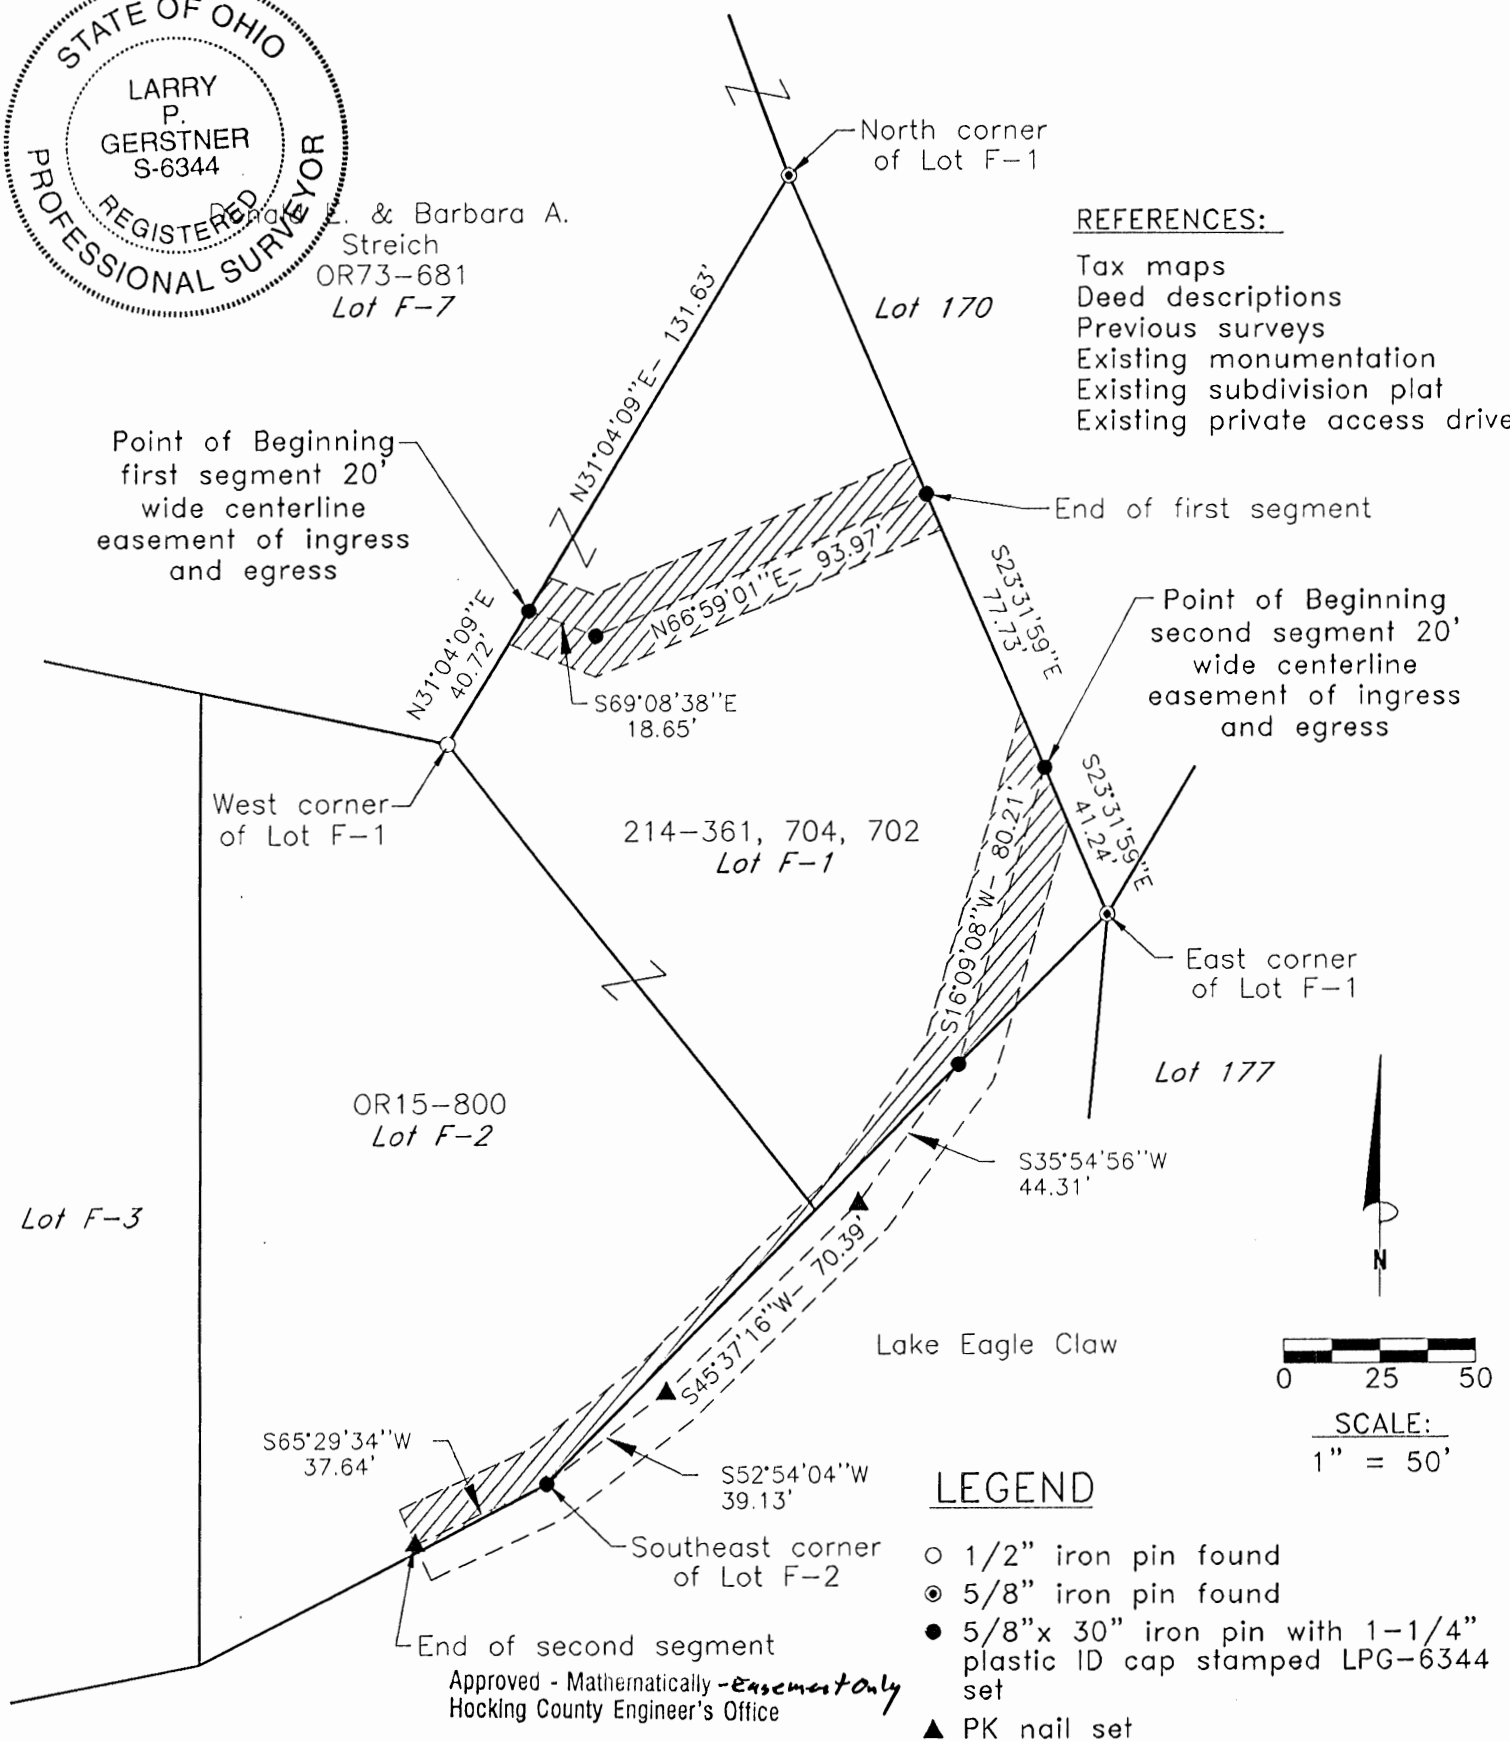 STATE OF OHIO
LARRY
P.
GERSTNER
S-6344
REGISTERED
PROFESSIONAL SURVEYOR
L. & Barbara A.
Streich
OR73-681
Lot F-7
North corner
of Lot F-1
REFERENCES:
Tax maps
Deed descriptions
Previous surveys
Existing monumentation
Existing subdivision plat
Existing private access drive
Lot 170
N31°04'09"E- 131.63'
Point of Beginning
first segment 20'
wide centerline
easement of ingress
and egress
End of first segment
N66°59'01"E- 93.97'
S23°31'59"E
77.73'
Point of Beginning
second segment 20'
wide centerline
easement of ingress
and egress
N31°04'09"E
40.72'
S69°08'38"E
18.65'
West corner
of Lot F-1
214-361, 704, 702
Lot F-1
S23°31'59"E
41.24'
S16°09'08"W- 80.21'
East corner
of Lot F-1
Lot 177
OR15-800
Lot F-2
S35°54'56"W
44.31'
Lot F-3
S45°37'16"W- 70.39'
N
Lake Eagle Claw
0 25 50
SCALE:
1" = 50'
S65°29'34"W
37.64'
S52°54'04"W
39.13'
Southeast corner
of Lot F-2
End of second segment
Approved - Mathematically - Easement Only
Hocking County Engineer's Office
LEGEND
1/2" iron pin found
5/8" iron pin found
5/8"x 30" iron pin with 1-1/4"
plastic ID cap stamped LPG-6344
set
PK nail set